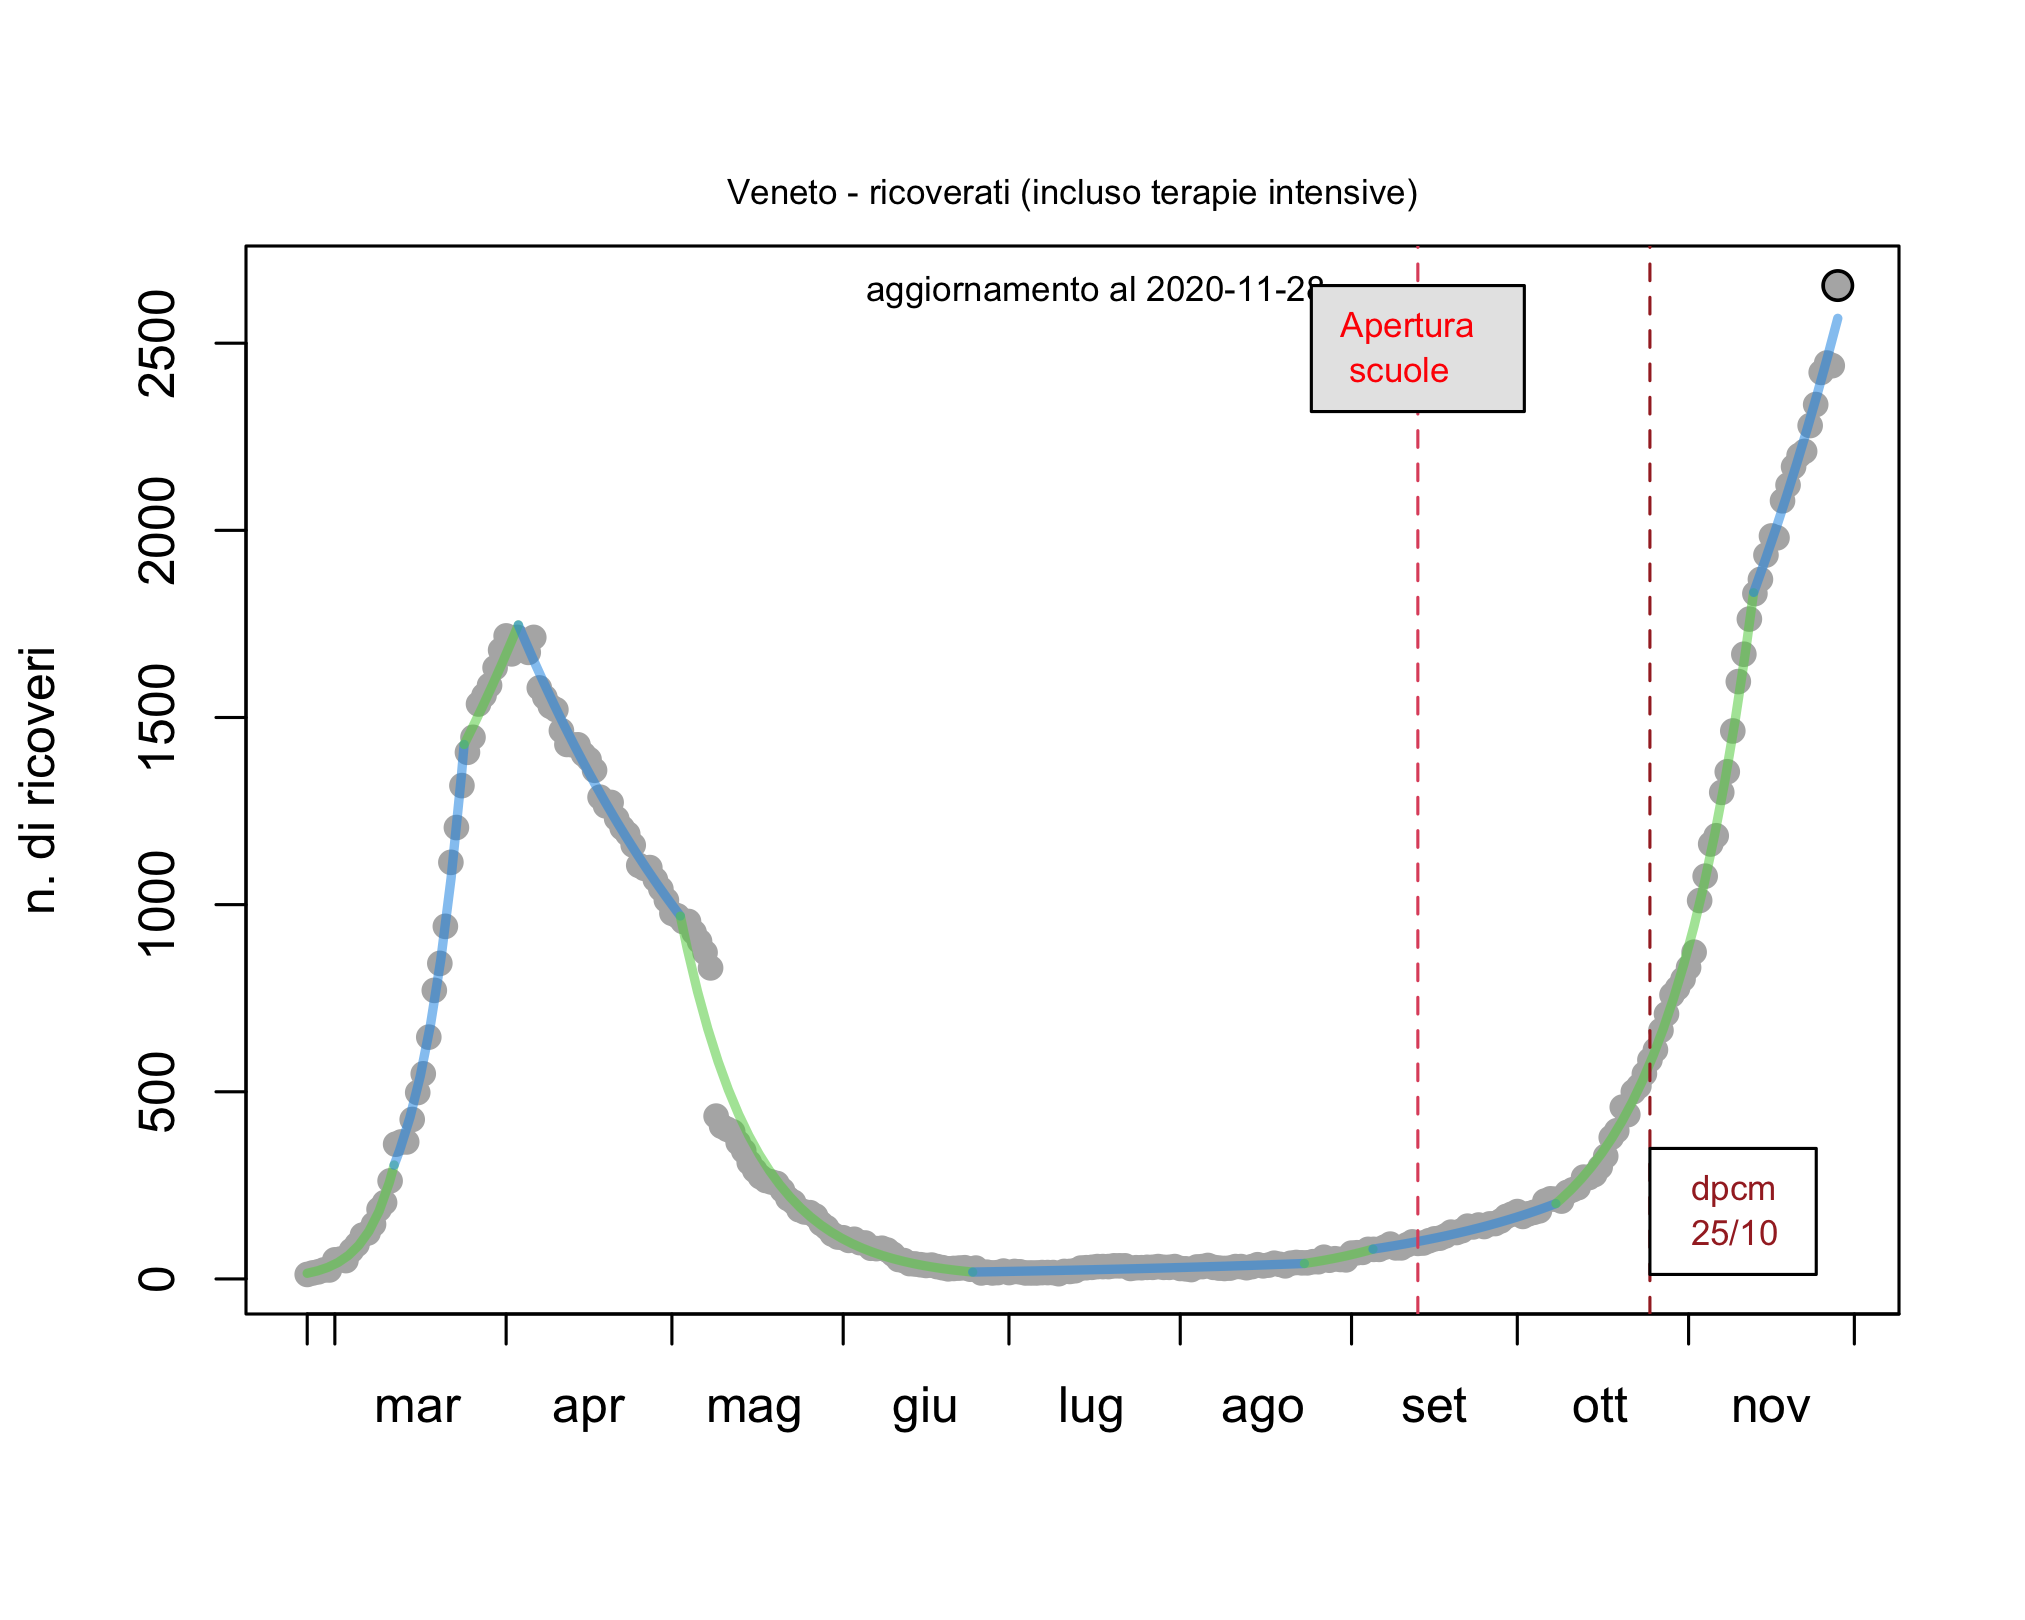 Veneto - ricoverati (incluso terapie intensive)
aggiornamento al 2020-11-28
Apertura
scuole
n. di ricoveri
2500
2000
1500
1000
500
0
dpcm
25/10
mar apr mag giu lug ago set ott nov